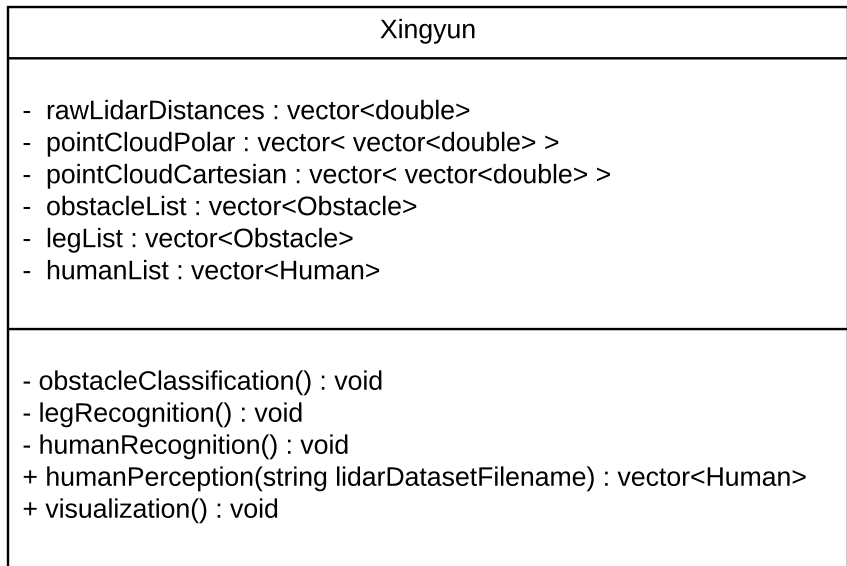 Xingyun
- rawLidarDistances : vector<double>
- pointCloudPolar : vector< vector<double> >
- pointCloudCartesian : vector< vector<double> >
- obstacleList : vector<Obstacle>
- legList : vector<Obstacle>
- humanList : vector<Human>
- obstacleClassification() : void
- legRecognition() : void
- humanRecognition() : void
+ humanPerception(string lidarDatasetFilename) : vector<Human>
+ visualization() : void